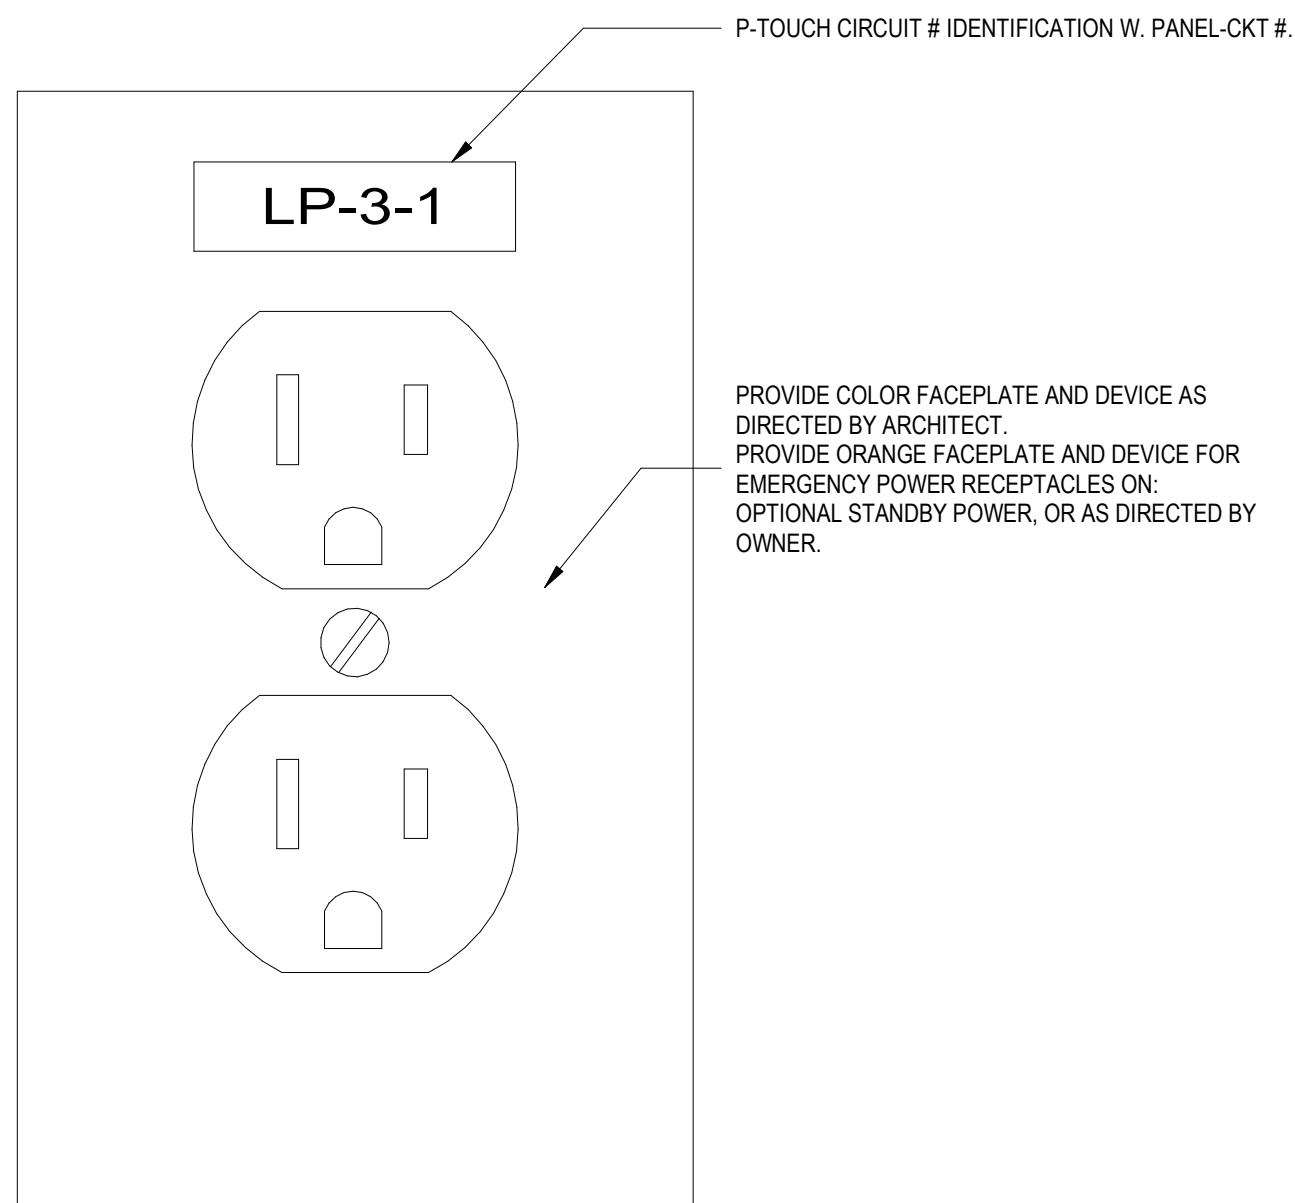 P-TOUCH CIRCUIT # IDENTIFICATION W. PANEL-CKT #.
LP-3-1
PROVIDE COLOR FACEPLATE AND DEVICE AS
DIRECTED BY ARCHITECT.
PROVIDE ORANGE FACEPLATE AND DEVICE FOR
EMERGENCY POWER RECEPTACLES ON:
OPTIONAL STANDBY POWER, OR AS DIRECTED BY
OWNER.